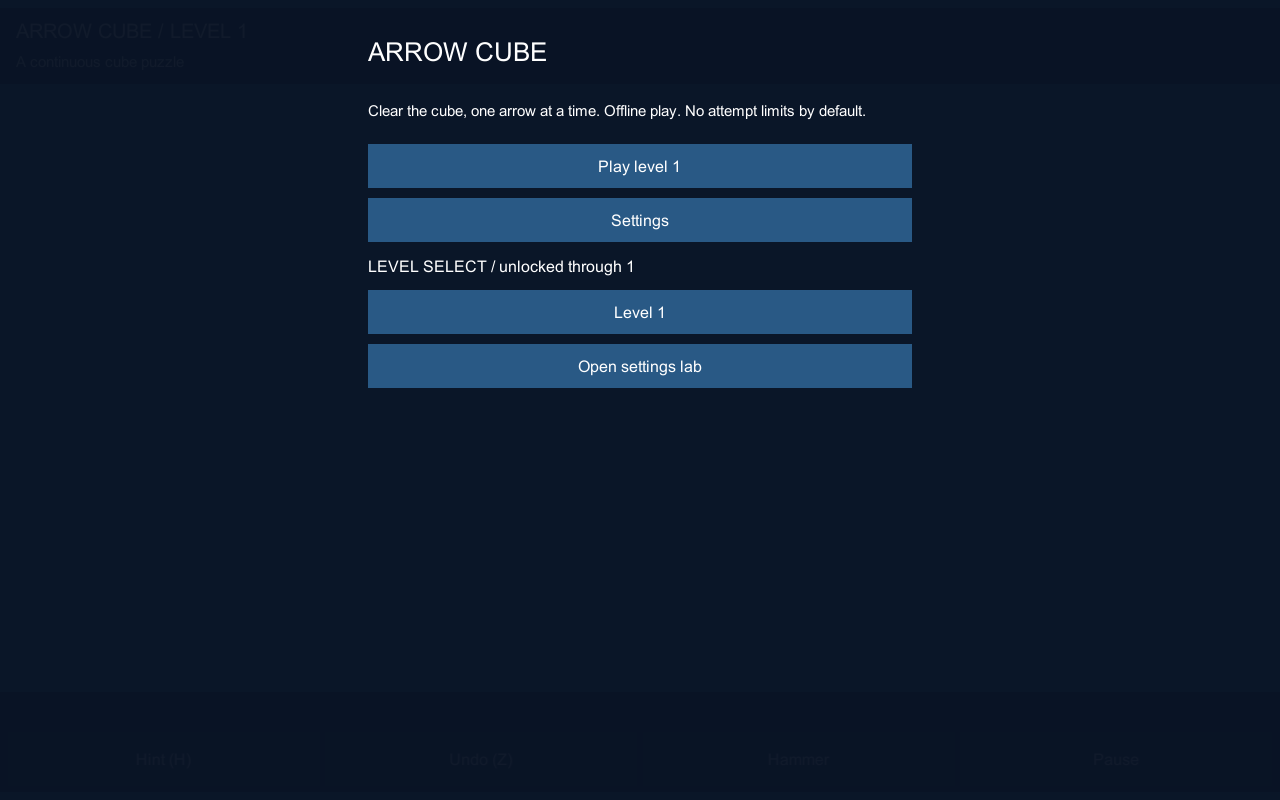 ARROW CUBE / LEVEL 1
A continuous cube puzzle
ARROW CUBE
Clear the cube, one arrow at a time. Offline play. No attempt limits by default.
Play level 1
Settings
LEVEL SELECT / unlocked through 1
Level 1
Open settings lab
Hint (H)
Undo (Z)
Hammer
Pause